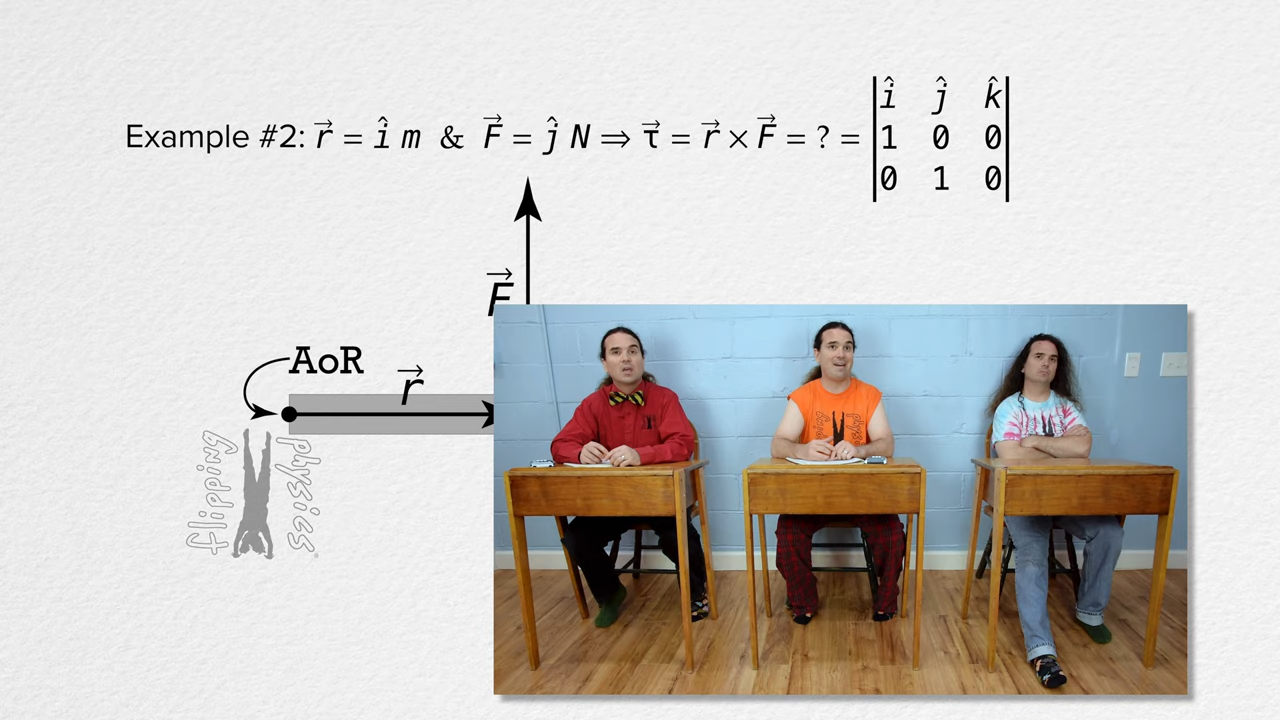 Example #2: r⃗ = î m & F⃗ = ĵ N ⇒ τ⃗ = r⃗ × F⃗ = ? = |î ĵ k̂|
|1 0 0|
|0 1 0|
F⃗
AoR
r⃗
flipping
physics